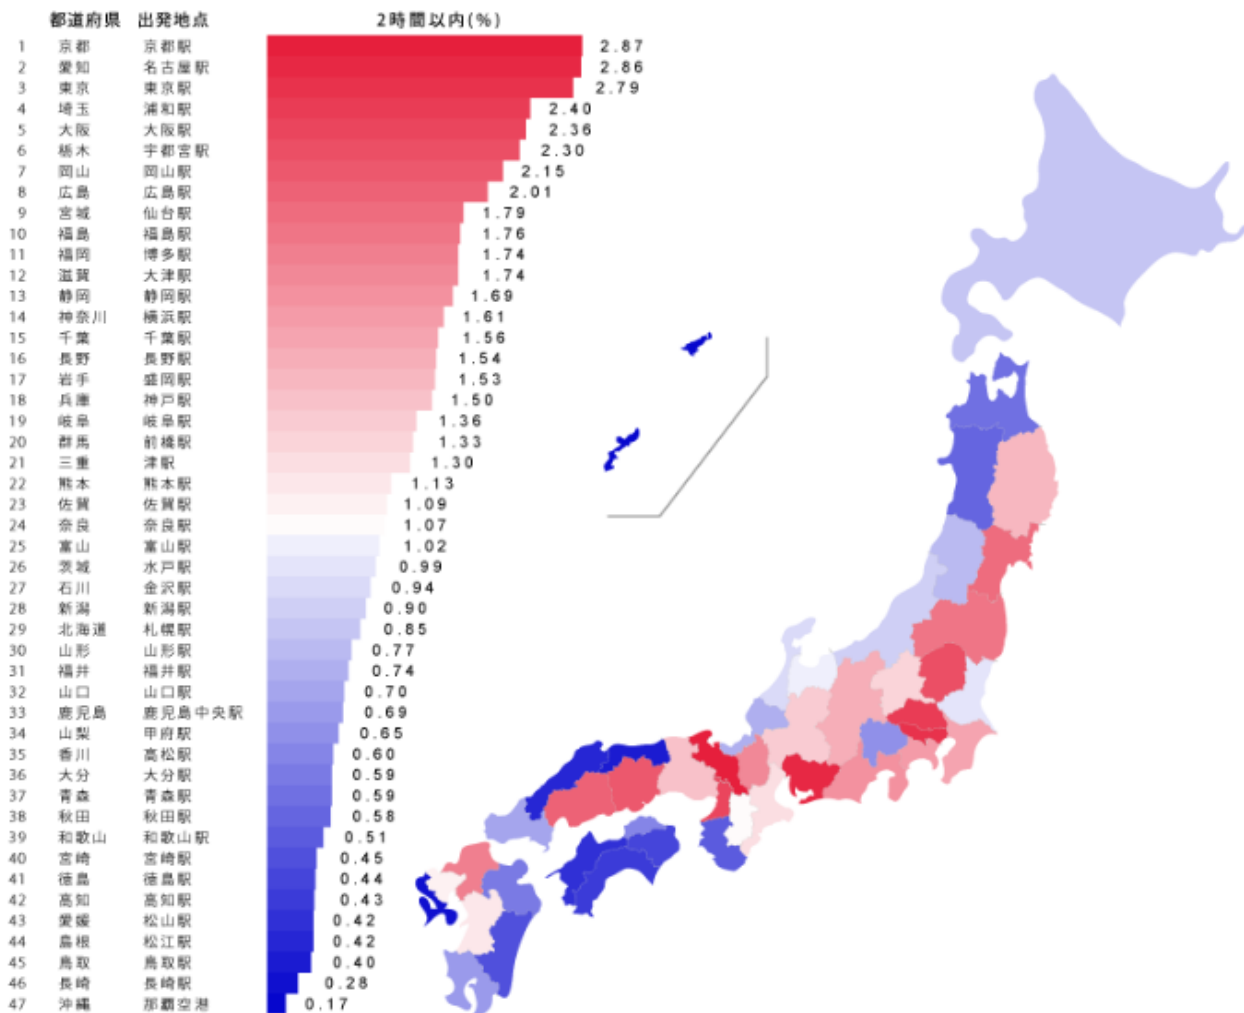 都道府県 出発地点 2時間以内(%)
1 京都 京都駅 2.87
2 愛知 名古屋駅 2.86
3 東京 東京駅 2.79
4 埼玉 浦和駅 2.40
5 大阪 大阪駅 2.36
6 栃木 宇都宮駅 2.30
7 岡山 岡山駅 2.15
8 広島 広島駅 2.01
9 宮城 仙台駅 1.79
10 福島 福島駅 1.76
11 福岡 博多駅 1.74
12 滋賀 大津駅 1.74
13 静岡 静岡駅 1.69
14 神奈川 横浜駅 1.61
15 千葉 千葉駅 1.56
16 長野 長野駅 1.54
17 岩手 盛岡駅 1.53
18 兵庫 神戸駅 1.50
19 岐阜 岐阜駅 1.36
20 群馬 前橋駅 1.33
21 三重 津駅 1.30
22 熊本 熊本駅 1.13
23 佐賀 佐賀駅 1.09
24 奈良 奈良駅 1.07
25 富山 富山駅 1.02
26 茨城 水戸駅 0.99
27 石川 金沢駅 0.94
28 新潟 新潟駅 0.90
29 北海道 札幌駅 0.85
30 山形 山形駅 0.77
31 福井 福井駅 0.74
32 山口 山口駅 0.70
33 鹿児島 鹿児島中央駅 0.69
34 山梨 甲府駅 0.65
35 香川 高松駅 0.60
36 大分 大分駅 0.59
37 青森 青森駅 0.59
38 秋田 秋田駅 0.58
39 和歌山 和歌山駅 0.51
40 宮崎 宮崎駅 0.45
41 徳島 徳島駅 0.44
42 高知 高知駅 0.43
43 愛媛 松山駅 0.42
44 島根 松江駅 0.42
45 鳥取 鳥取駅 0.40
46 長崎 長崎駅 0.28
47 沖縄 那覇空港 0.17